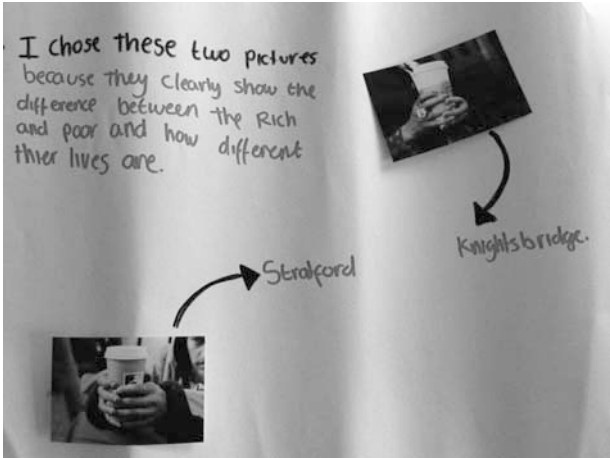 I chose these two pictures
because they clearly show the
difference between the Rich
and poor and how different
thier lives are.
Knightsbridge.
Stratford